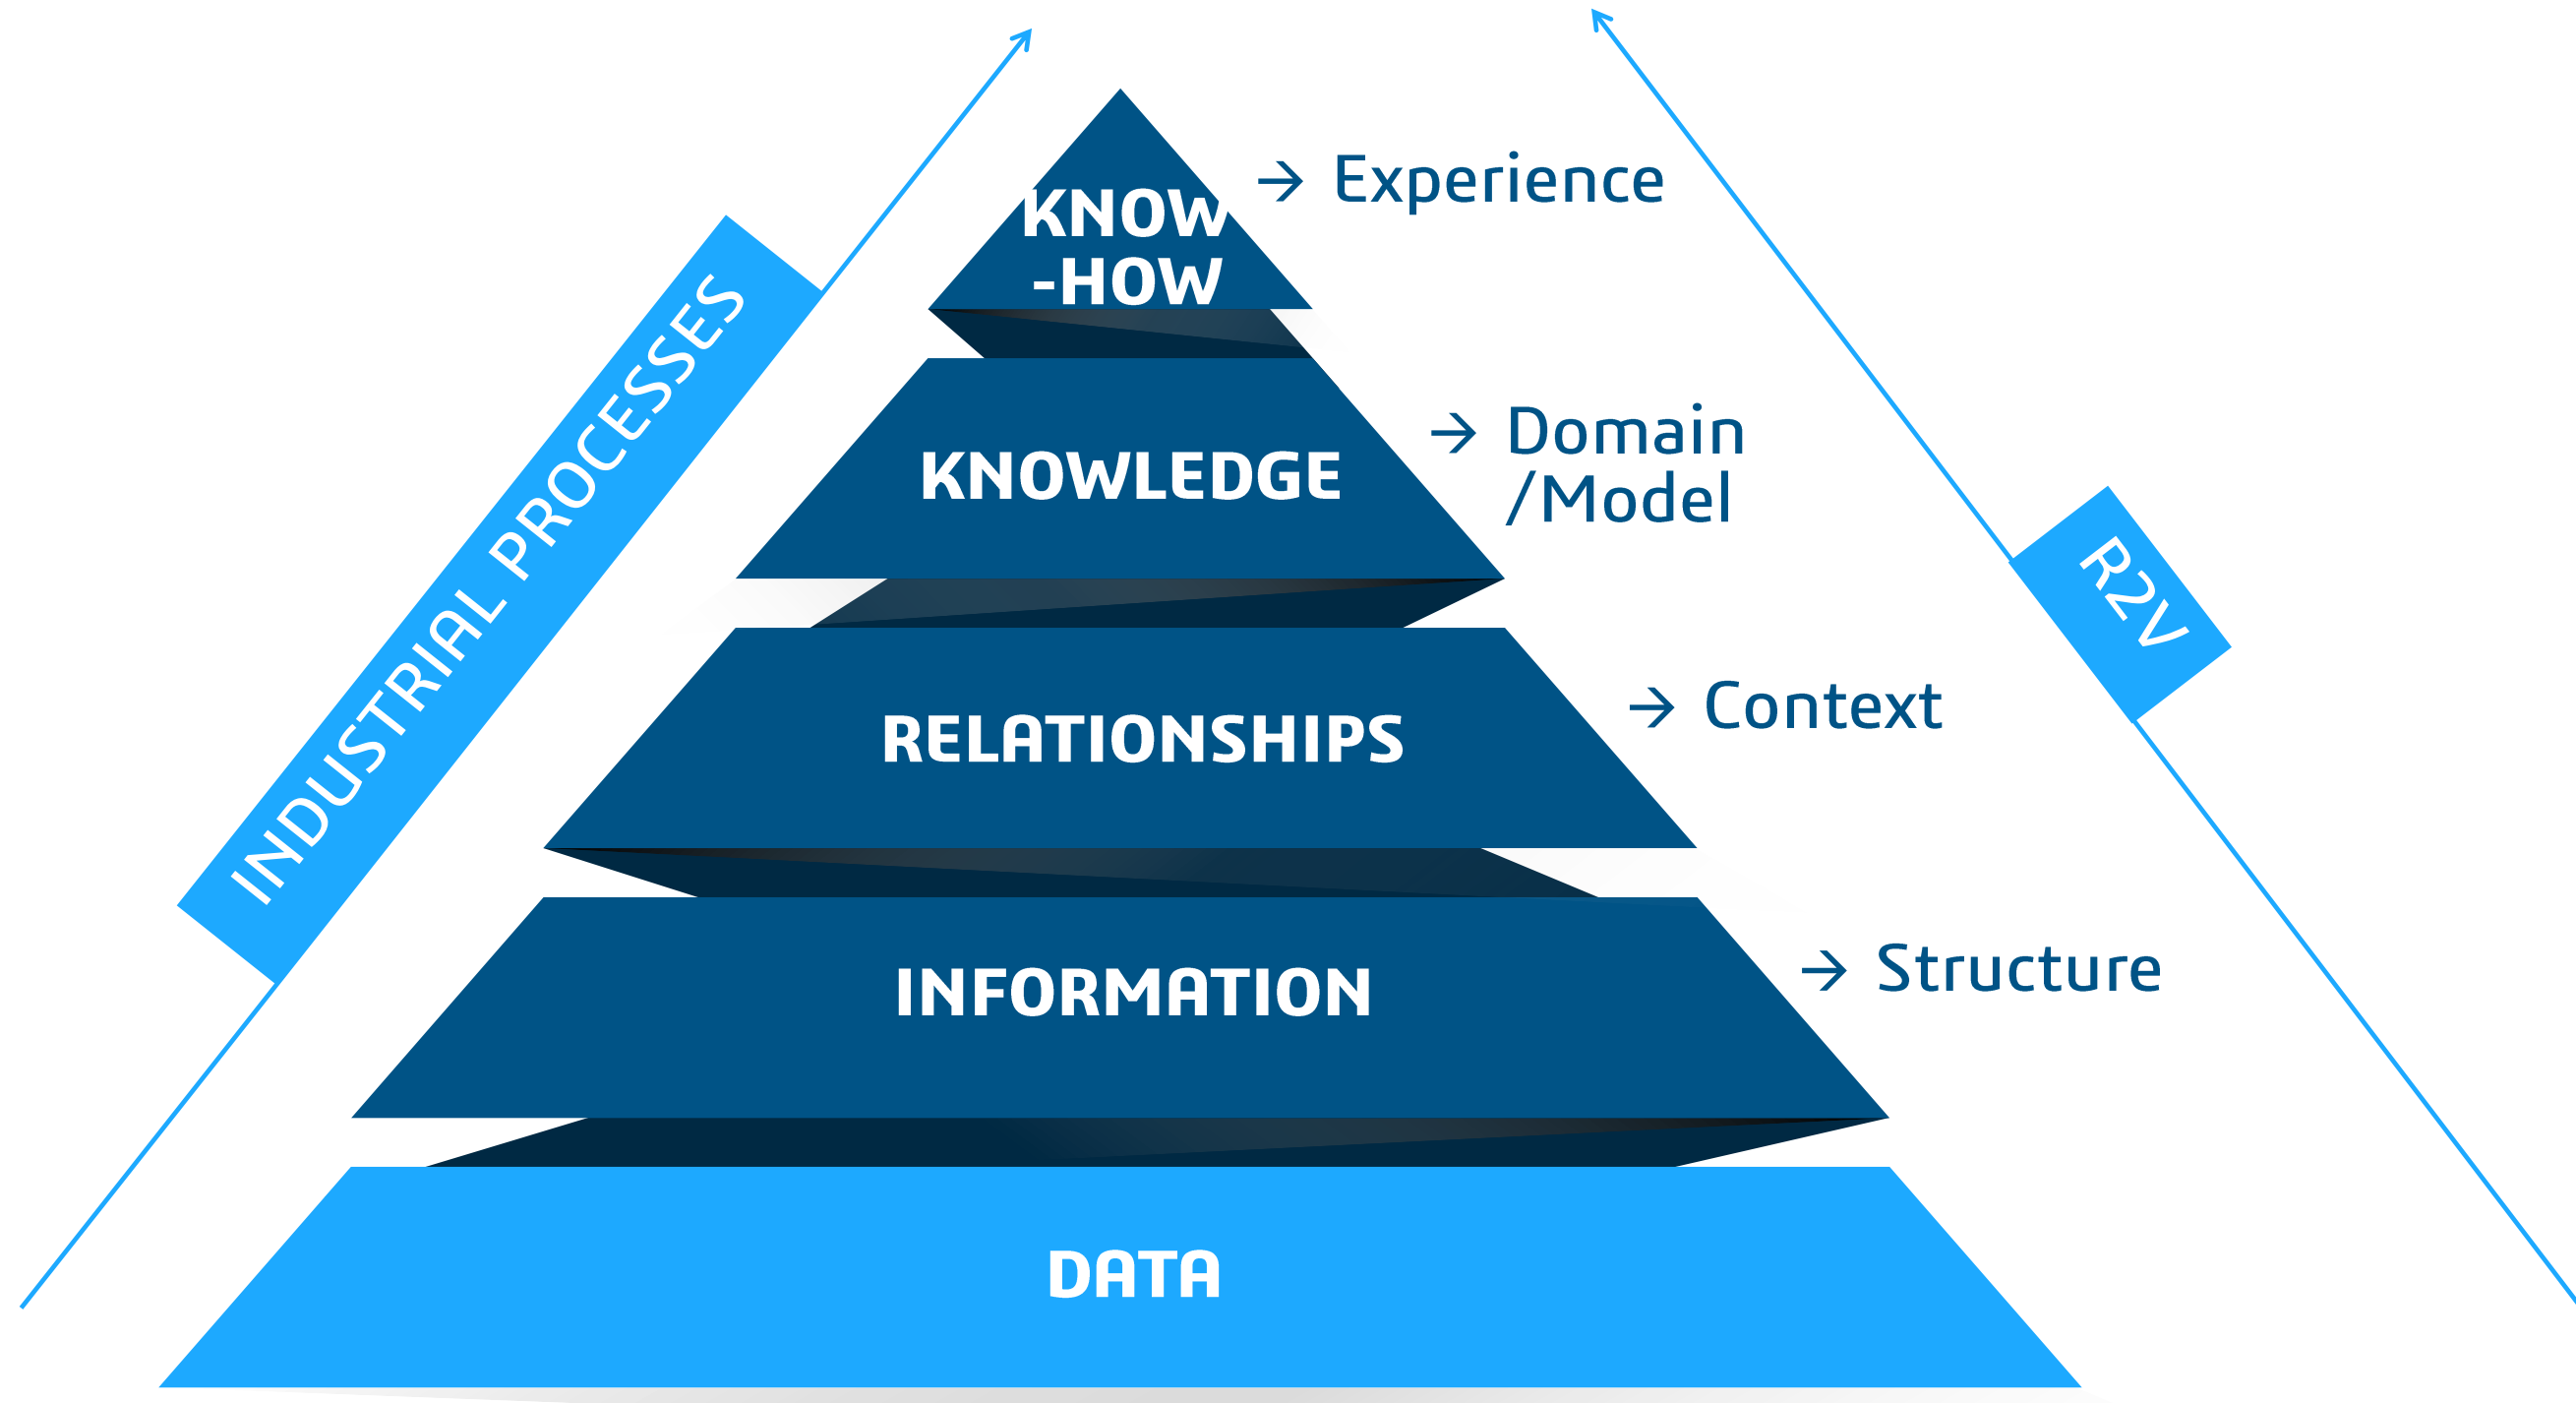 KNOW
-HOW
→ Experience
KNOWLEDGE
→ Domain
/Model
RELATIONSHIPS
→ Context
INFORMATION
→ Structure
DATA
INDUSTRIAL PROCESSES
R2V